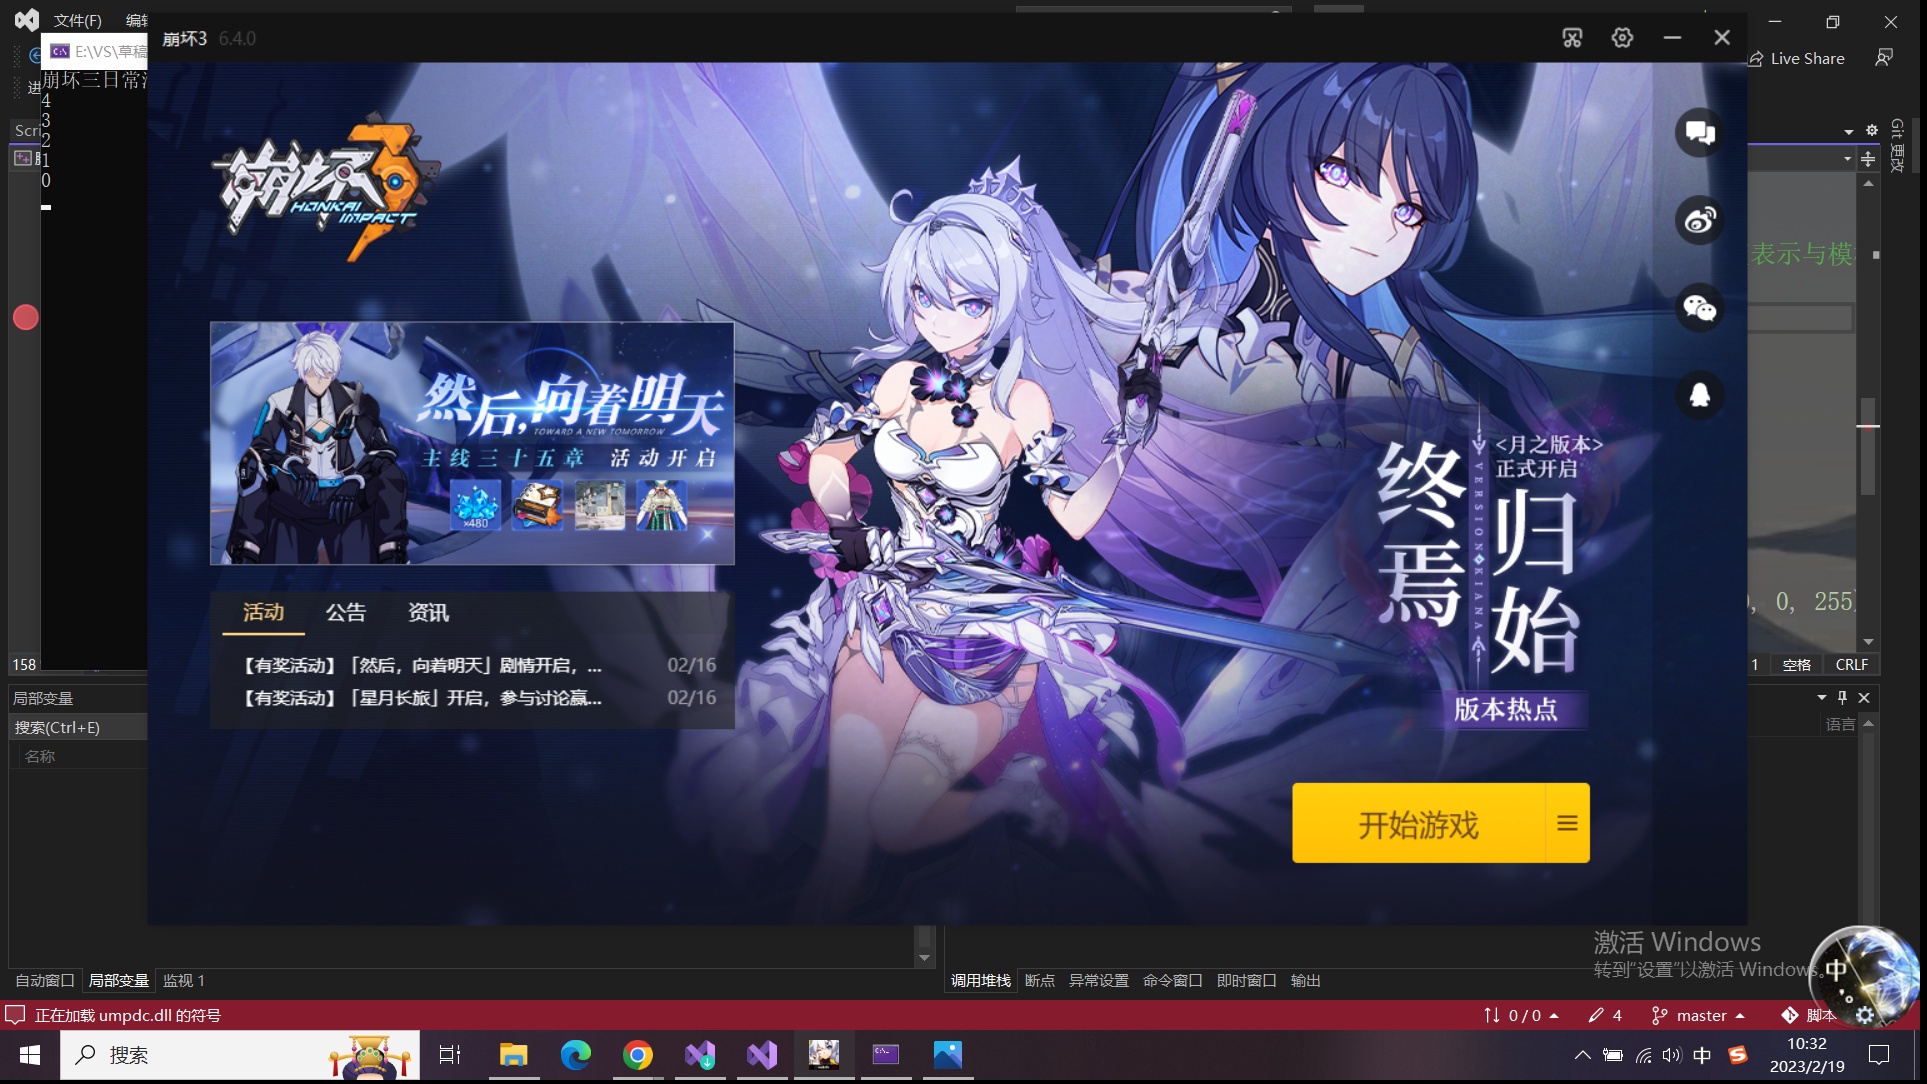 文件(F)
E:\VS\草稿
Live Share
崩坏3 6.4.0
崩坏三日常
4
3
2
1
0
Git 更改
崩坏3
HONKAI IMPACT
表示与模
然后,向着明天
TOWARD A NEW TOMORROW
主线三十五章 活动开启
×480
<月之版本>
正式开启
终焉
归始
VERSION KIANA
版本热点
活动 公告 资讯
【有奖活动】「然后，向着明天」剧情开启，... 02/16
【有奖活动】「星月长旅」开启，参与讨论赢... 02/16
0, 255
158
1 空格 CRLF
局部变量
搜索(Ctrl+E)
名称
语言
开始游戏
激活 Windows
转到“设置”以激活 Windows。
中
自动窗口 局部变量 监视 1
调用堆栈 断点 异常设置 命令窗口 即时窗口 输出
正在加载 umpdc.dll 的符号
0 / 0 4 master 脚本
搜索
中
10:32
2023/2/19